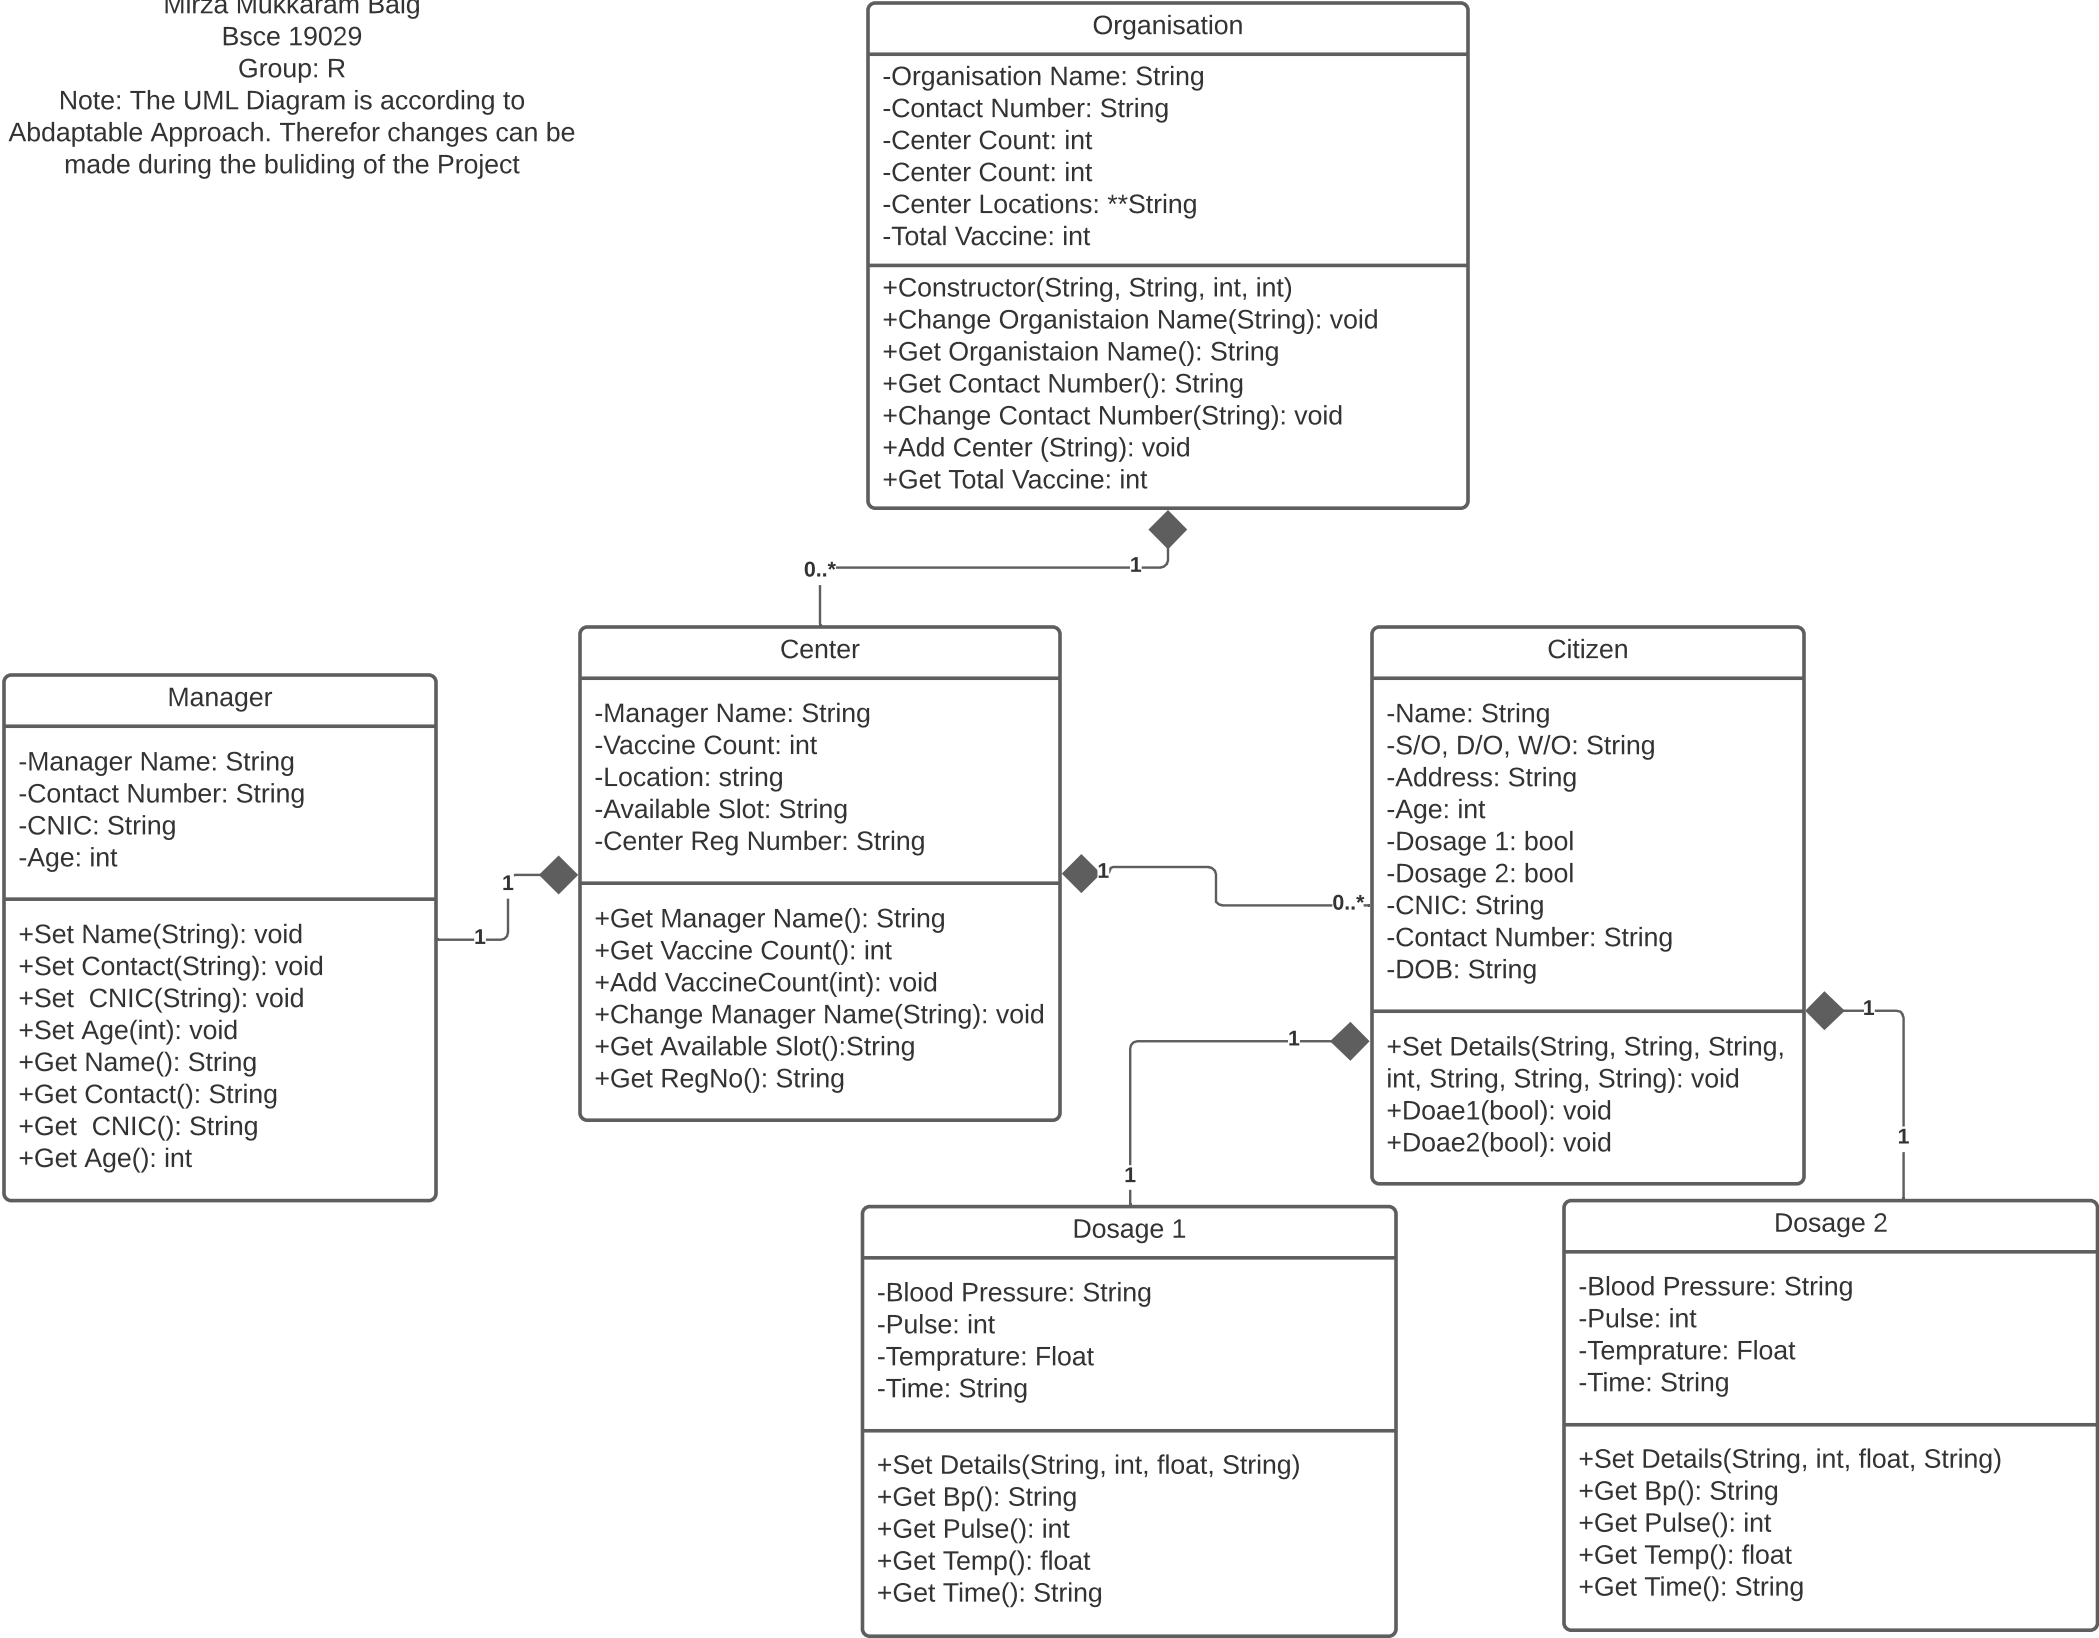 Mirza Mukkaram Baig
Bsce 19029
Group: R
Note: The UML Diagram is according to
Abdaptable Approach. Therefor changes can be
made during the buliding of the Project
Organisation
-Organisation Name: String
-Contact Number: String
-Center Count: int
-Center Count: int
-Center Locations: **String
-Total Vaccine: int
+Constructor(String, String, int, int)
+Change Organistaion Name(String): void
+Get Organistaion Name(): String
+Get Contact Number(): String
+Change Contact Number(String): void
+Add Center (String): void
+Get Total Vaccine: int
0..*
1
Manager
-Manager Name: String
-Contact Number: String
-CNIC: String
-Age: int
+Set Name(String): void
+Set Contact(String): void
+Set  CNIC(String): void
+Set Age(int): void
+Get Name(): String
+Get Contact(): String
+Get  CNIC(): String
+Get Age(): int
1
1
Center
-Manager Name: String
-Vaccine Count: int
-Location: string
-Available Slot: String
-Center Reg Number: String
+Get Manager Name(): String
+Get Vaccine Count(): int
+Add VaccineCount(int): void
+Change Manager Name(String): void
+Get Available Slot():String
+Get RegNo(): String
1
0..*
Citizen
-Name: String
-S/O, D/O, W/O: String
-Address: String
-Age: int
-Dosage 1: bool
-Dosage 2: bool
-CNIC: String
-Contact Number: String
-DOB: String
+Set Details(String, String, String,
int, String, String, String): void
+Doae1(bool): void
+Doae2(bool): void
1
1
1
1
Dosage 1
-Blood Pressure: String
-Pulse: int
-Temprature: Float
-Time: String
+Set Details(String, int, float, String)
+Get Bp(): String
+Get Pulse(): int
+Get Temp(): float
+Get Time(): String
Dosage 2
-Blood Pressure: String
-Pulse: int
-Temprature: Float
-Time: String
+Set Details(String, int, float, String)
+Get Bp(): String
+Get Pulse(): int
+Get Temp(): float
+Get Time(): String